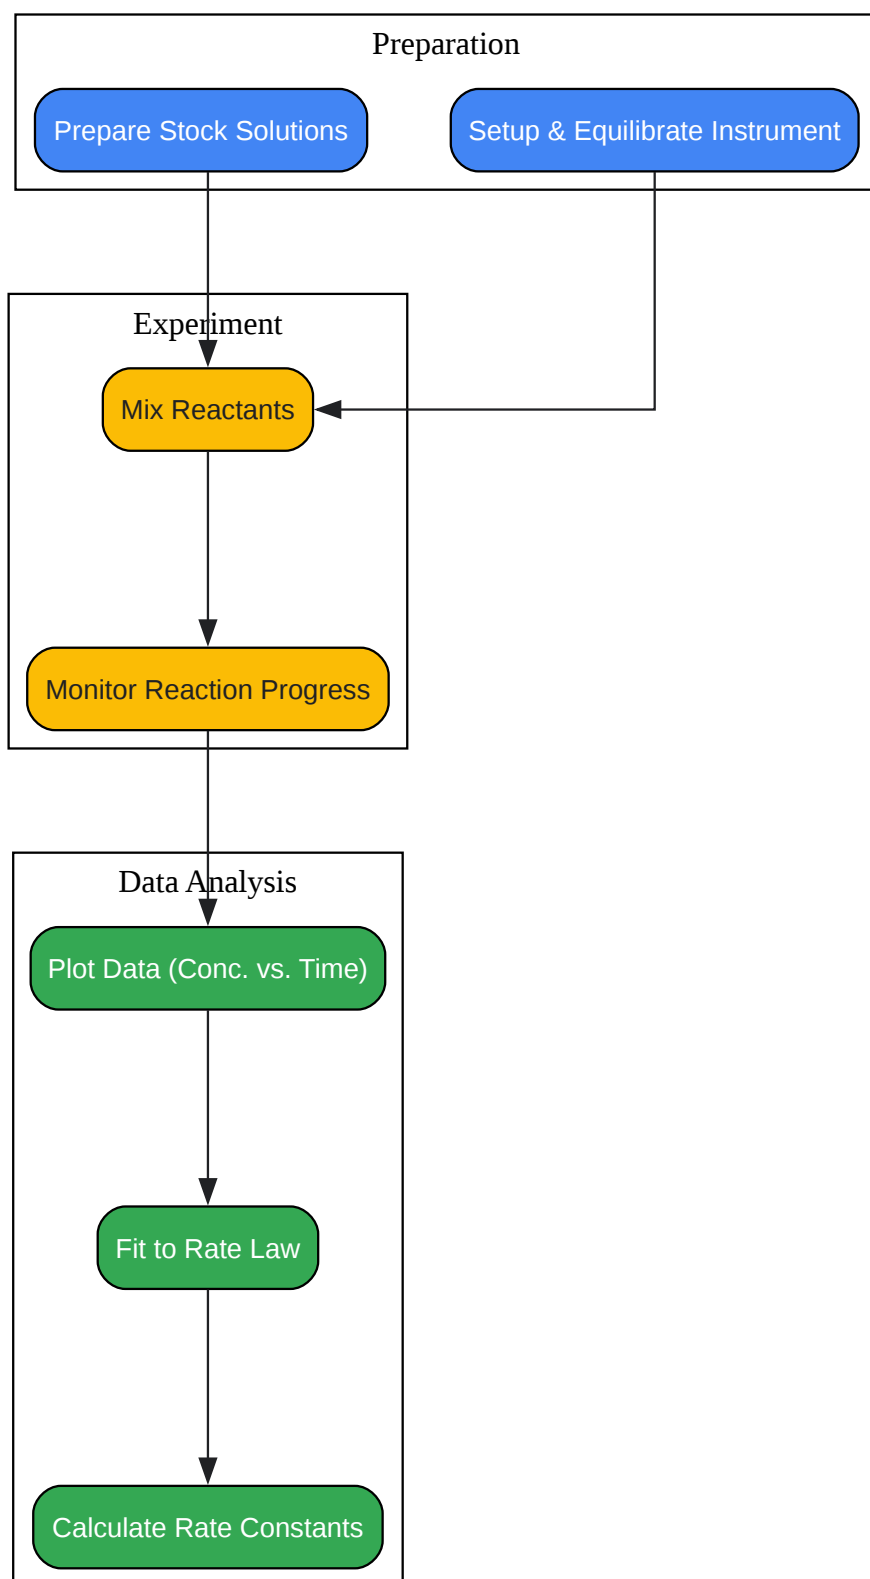 Preparation
Prepare Stock Solutions
Setup & Equilibrate Instrument
Experiment
Mix Reactants
Monitor Reaction Progress
Data Analysis
Plot Data (Conc. vs. Time)
Fit to Rate Law
Calculate Rate Constants